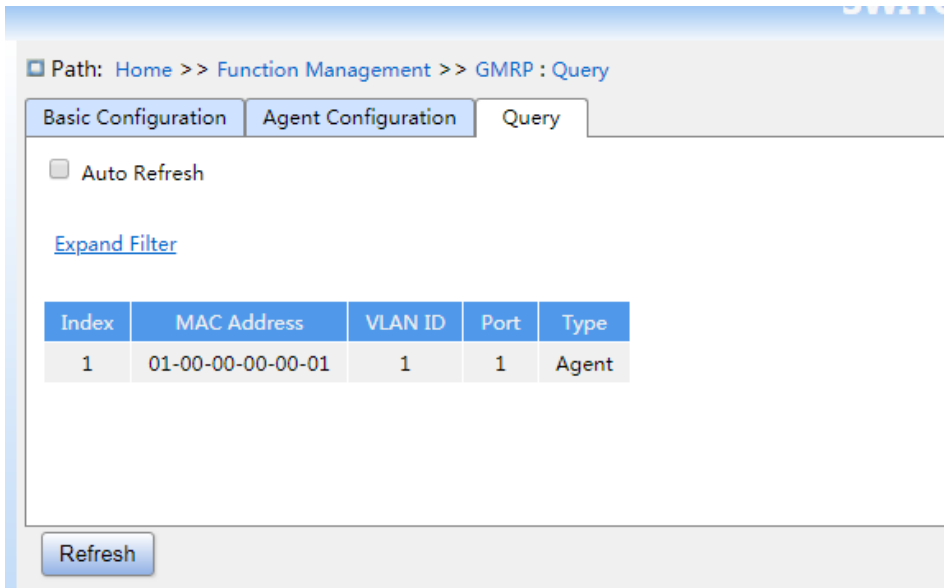 Path: Home >> Function Management >> GMRP : Query
Basic Configuration Agent Configuration Query
Auto Refresh
Expand Filter
Index MAC Address VLAN ID Port Type
1 01-00-00-00-00-01 1 1 Agent
Refresh